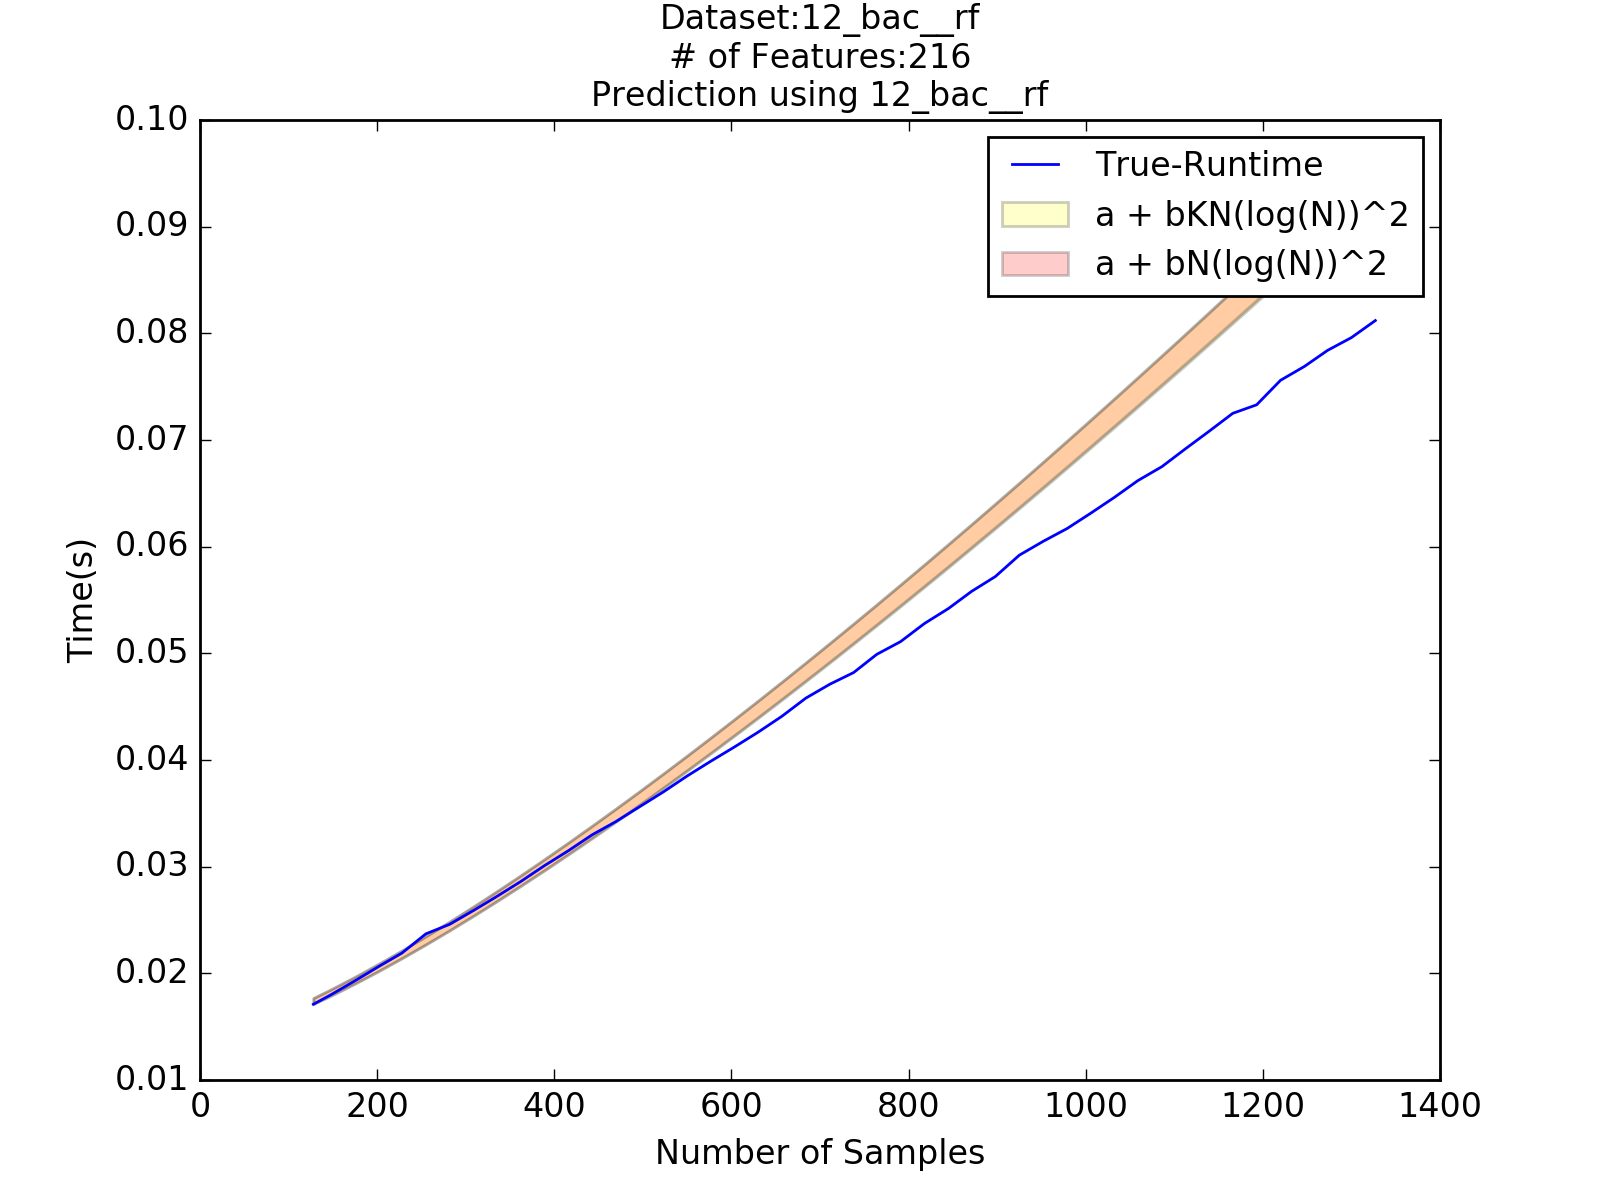 Dataset:12_bac__rf
# of Features:216
Prediction using 12_bac__rf
0.10
0.09
0.08
0.07
0.06
0.05
0.04
0.03
0.02
0.01
Time(s)
True-Runtime
a + bKN(log(N))^2
a + bN(log(N))^2
0 200 400 600 800 1000 1200 1400
Number of Samples